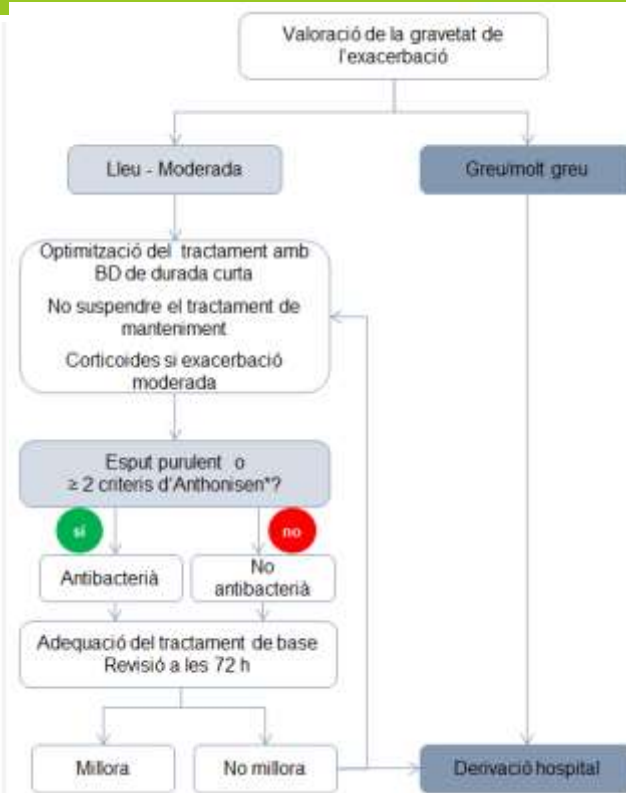 Valoració de la gravetat de
l'exacerbació
Lleu - Moderada
Greu/molt greu
Optimització del tractament amb
BD de durada curta
No suspendre el tractament de
manteniment
Corticoides si exacerbació
moderada
Esput purulent o
≥ 2 criteris d'Anthonisen*?
sí
no
Antibacterià
No
antibacterià
Adequació del tractament de base
Revisió a les 72 h
Millora
No millora
Derivació hospital